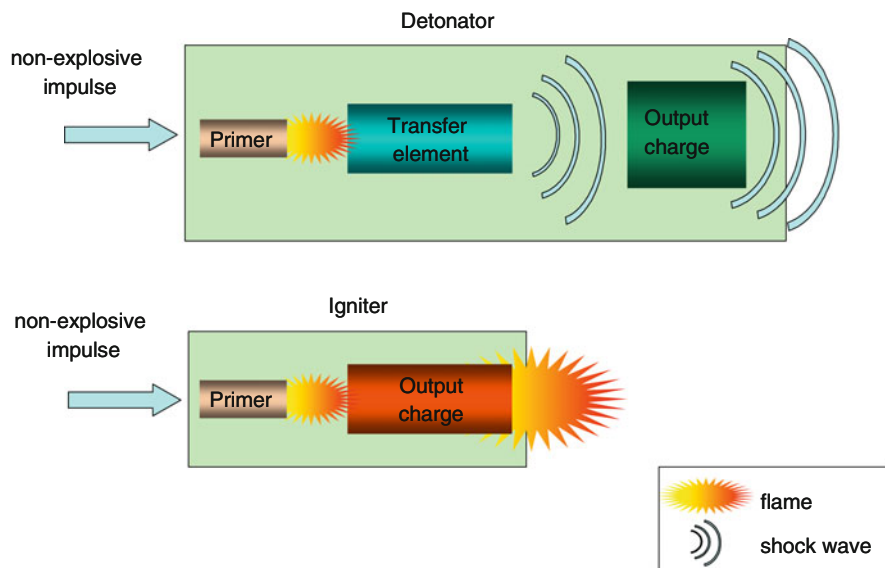 Detonator
non-explosive
impulse
Primer
Transfer
element
Output
charge
Igniter
non-explosive
impulse
Primer
Output
charge
flame
shock wave